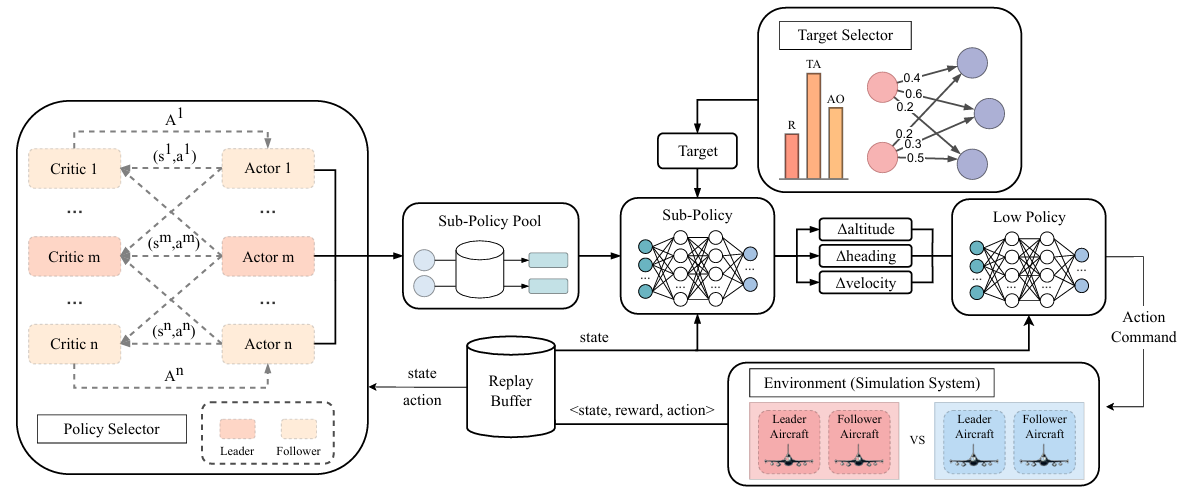 Target Selector
R
TA
AO
0.4
0.6
0.2
0.2
0.3
0.5
Target
A^1
Critic 1
(s^1,a^1)
Actor 1
...
...
Critic m
(s^m,a^m)
Actor m
...
...
Critic n
(s^n,a^n)
Actor n
A^n
Policy Selector
Leader
Follower
Sub-Policy Pool
Sub-Policy
...
...
...
Δaltitude
Δheading
Δvelocity
Low Policy
...
...
...
Action
Command
state
state
action
Replay
Buffer
<state, reward, action>
Environment (Simulation System)
Leader
Aircraft
Follower
Aircraft
VS
Leader
Aircraft
Follower
Aircraft